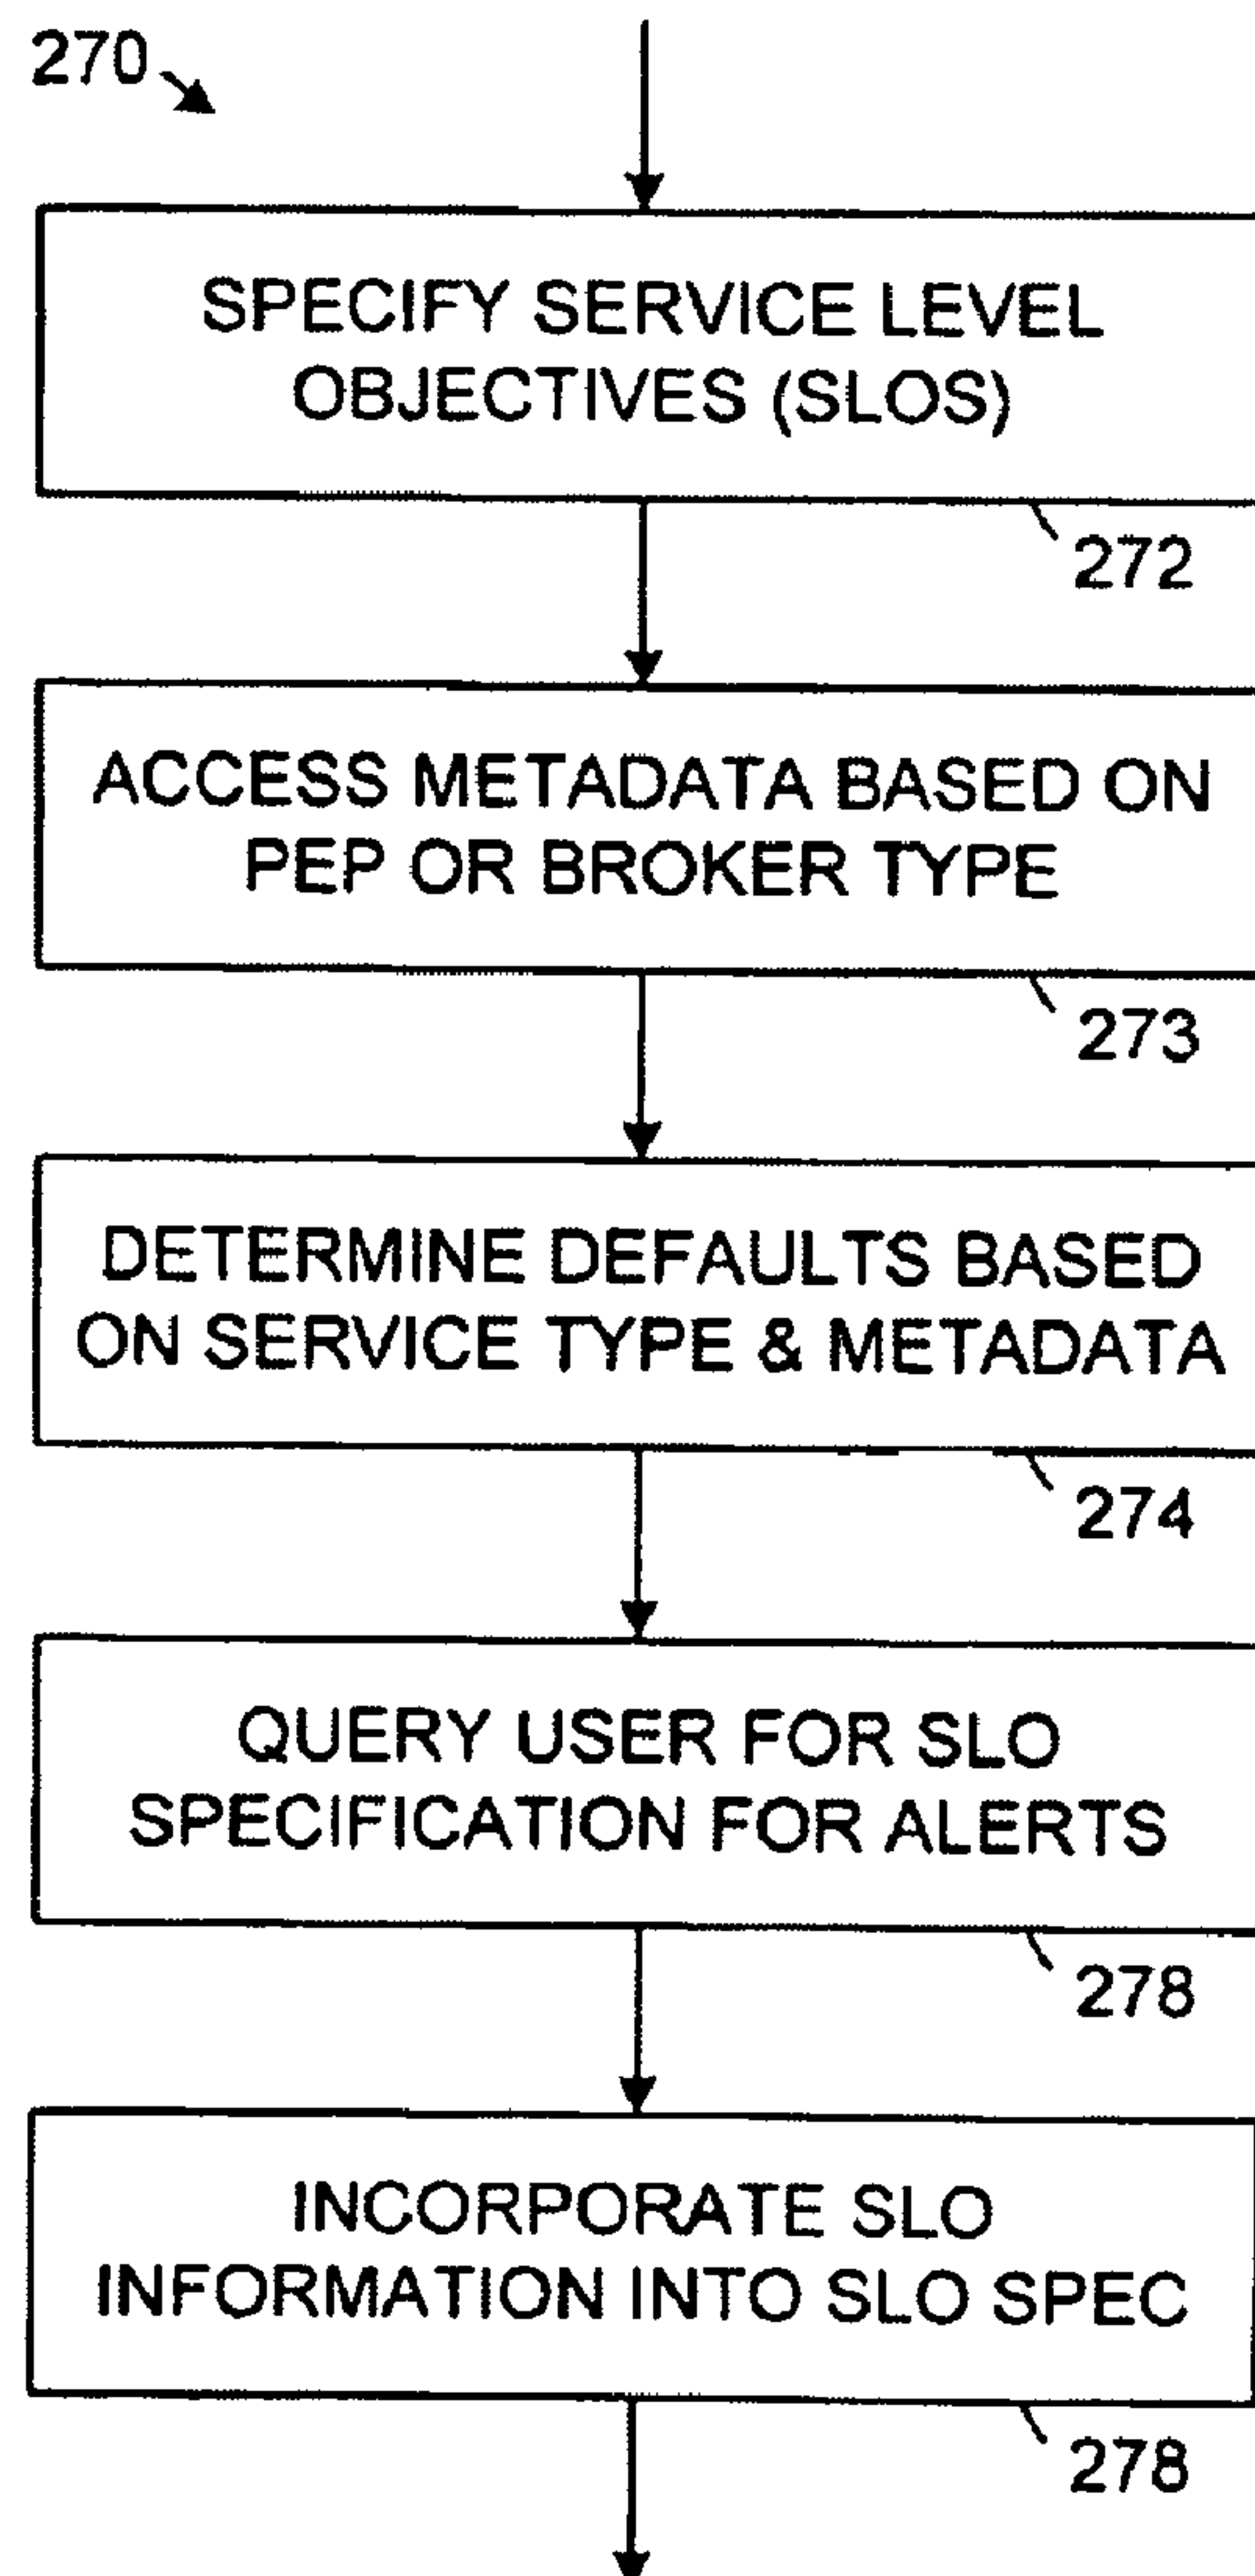 270
SPECIFY SERVICE LEVEL
OBJECTIVES (SLOS)
272
ACCESS METADATA BASED ON
PEP OR BROKER TYPE
273
DETERMINE DEFAULTS BASED
ON SERVICE TYPE & METADATA
274
QUERY USER FOR SLO
SPECIFICATION FOR ALERTS
278
INCORPORATE SLO
INFORMATION INTO SLO SPEC
278